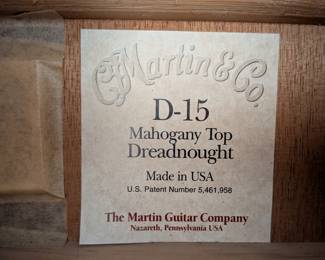 C.F. Martin & Co.
D-15
Mahogany Top
Dreadnought
Made in USA
U.S. Patent Number 5,461,958
The Martin Guitar Company
Nazareth, Pennsylvania USA